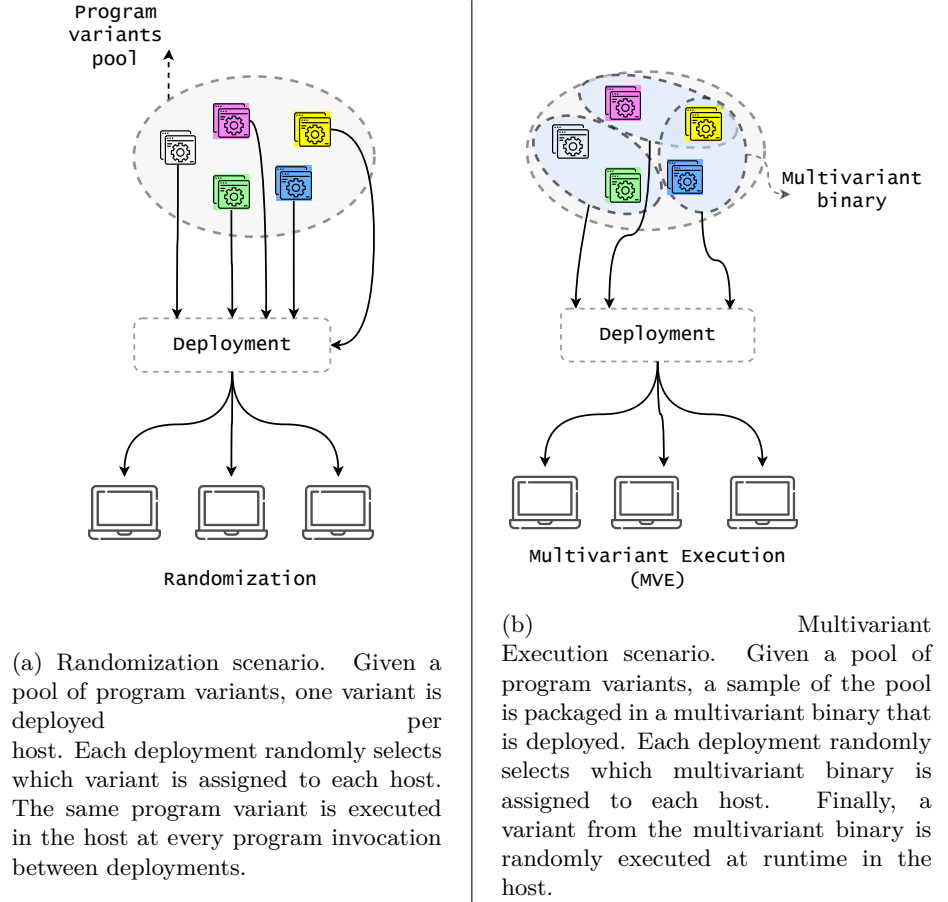 Program
variants
pool
Deployment
Randomization
(a) Randomization scenario. Given a
pool of program variants, one variant is
deployed per
host. Each deployment randomly selects
which variant is assigned to each host.
The same program variant is executed
in the host at every program invocation
between deployments.
Multivariant
binary
Deployment
Multivariant Execution
(MVE)
(b) Multivariant
Execution scenario. Given a pool of
program variants, a sample of the pool
is packaged in a multivariant binary that
is deployed. Each deployment randomly
selects which multivariant binary is
assigned to each host. Finally, a
variant from the multivariant binary is
randomly executed at runtime in the
host.